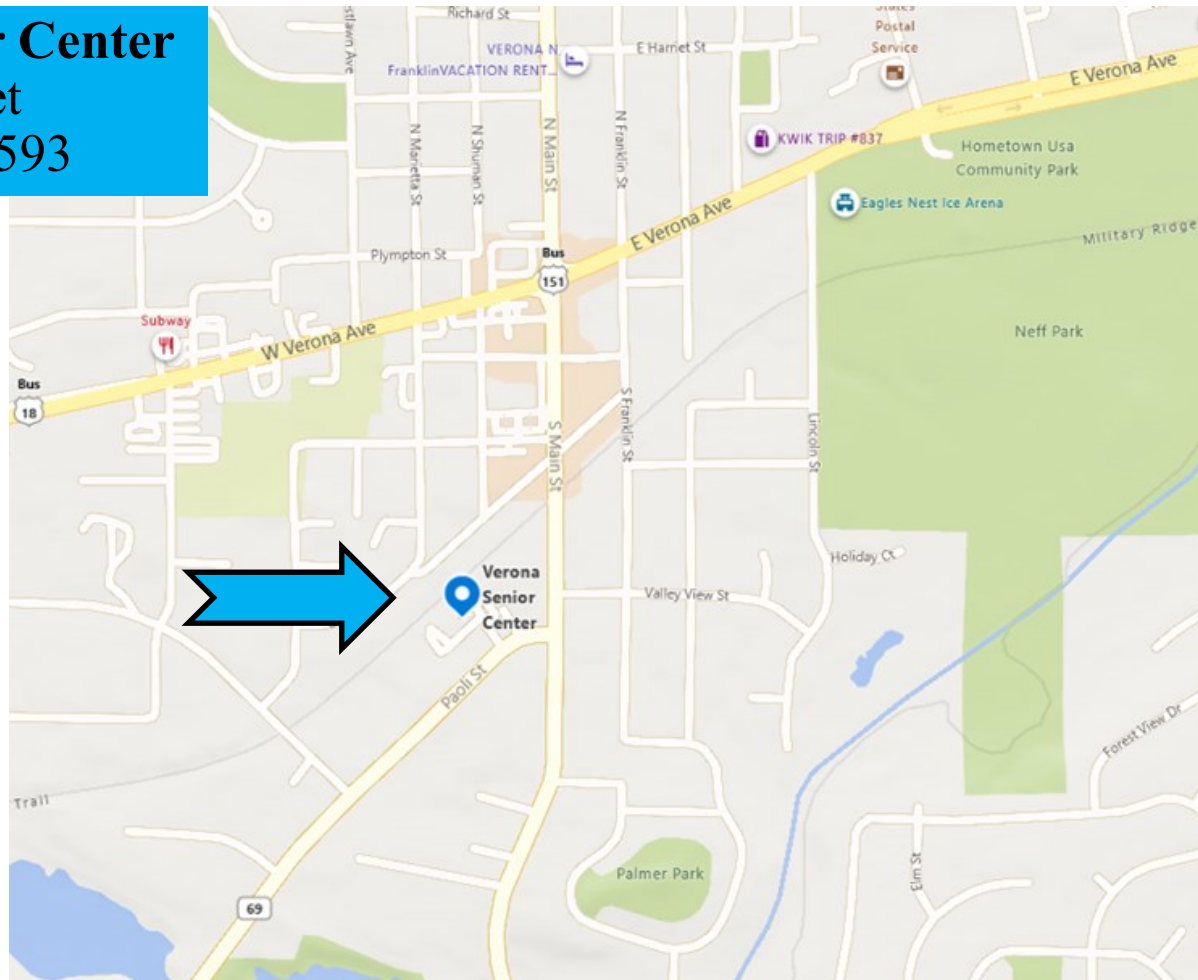 r Center
et
593
Richard St
States
Postal
Service
VERONA N
FranklinVACATION RENT...
E Harriet St
E Verona Ave
stlawn Ave
N Marietta St
N Shuman St
N Main St
N Franklin St
KWIK TRIP #837
Hometown Usa
Community Park
Eagles Nest Ice Arena
E Verona Ave
Military Ridge
Plympton St
Bus
151
Subway
W Verona Ave
Neff Park
Bus
18
S Main St
S Franklin St
Lincoln St
Holiday Ct
Verona
Senior
Center
Valley View St
Paoli St
Forest View Dr
Trail
Palmer Park
Elm St
69